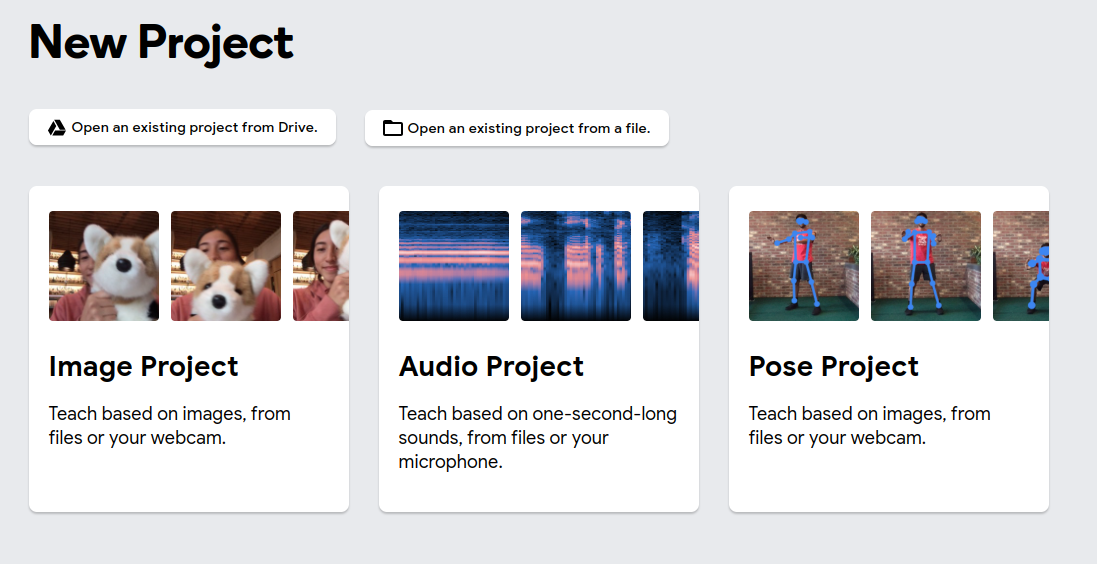 New Project
Open an existing project from Drive.
Open an existing project from a file.
Image Project
Teach based on images, from
files or your webcam.
Audio Project
Teach based on one-second-long
sounds, from files or your
microphone.
Pose Project
Teach based on images, from
files or your webcam.